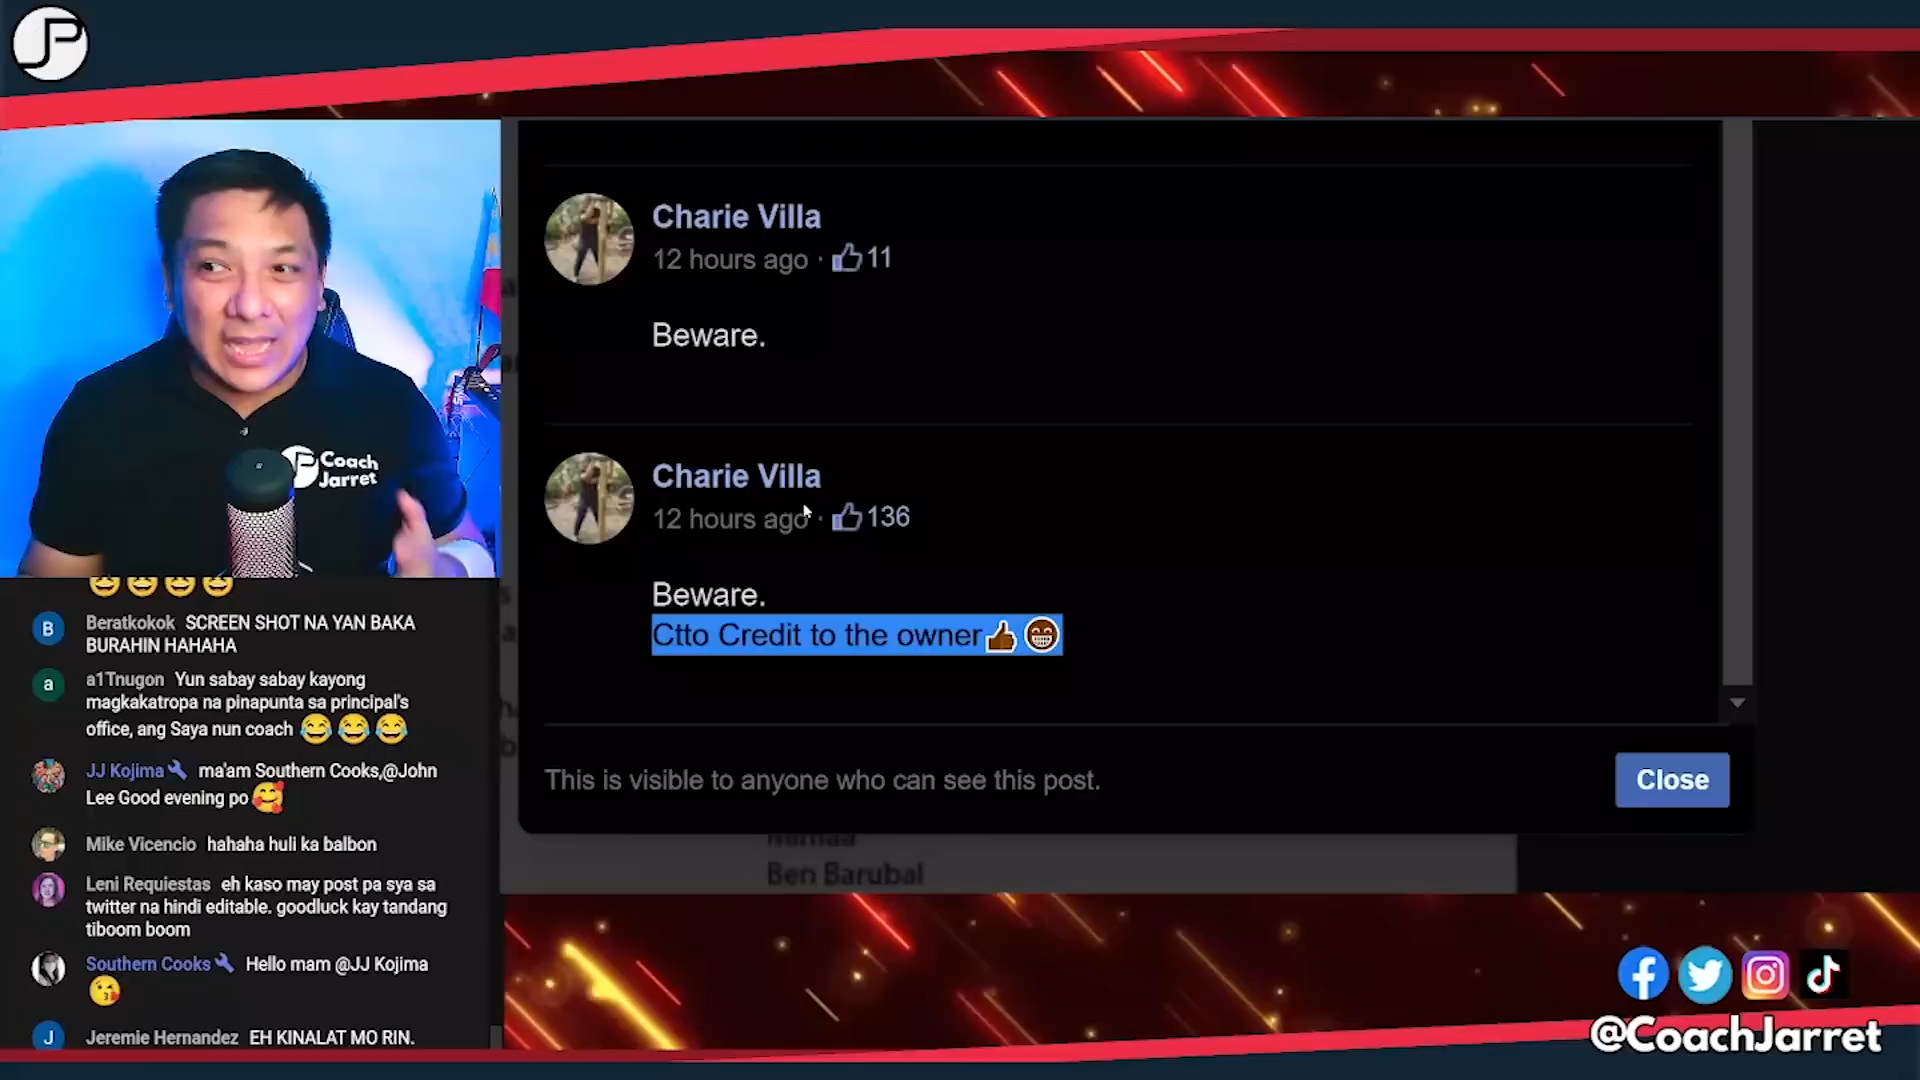 JP
Charie Villa
12 hours ago · 11
Beware.
Charie Villa
12 hours ago · 136
Beware.
Ctto Credit to the owner👍🏾😁
This is visible to anyone who can see this post.
Close
Ben Barubal
Coach
Jarret
Beratkokok SCREEN SHOT NA YAN BAKA
BURAHIN HAHAHA
a1Tnugon Yun sabay sabay kayong
magkakatropa na pinapunta sa principal's
office, ang Saya nun coach 😂😂😂
JJ Kojima ma'am Southern Cooks,@John
Lee Good evening po 🥰
Mike Vicencio hahaha huli ka balbon
Leni Requiestas eh kaso may post pa sya sa
twitter na hindi editable. goodluck kay tandang
tiboom boom
Southern Cooks Hello mam @JJ Kojima
😘
Jeremie Hernandez EH KINALAT MO RIN.
@CoachJarret